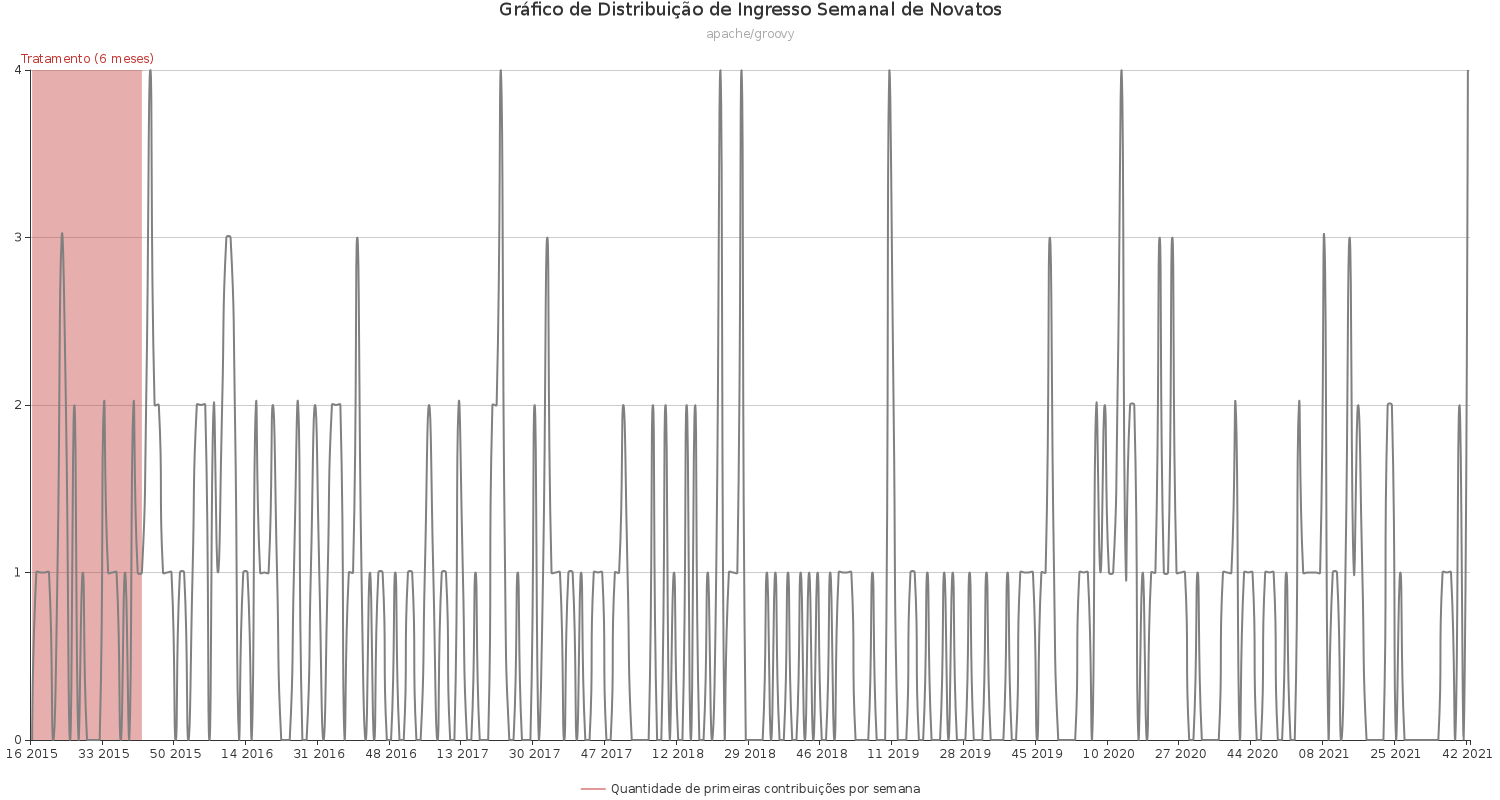 Gráfico de Distribuição de Ingresso Semanal de Novatos
apache/groovy
Tratamento (6 meses)
4
3
2
1
0
16 2015 33 2015 50 2015 14 2016 31 2016 48 2016 13 2017 30 2017 47 2017 12 2018 29 2018 46 2018 11 2019 28 2019 45 2019 10 2020 27 2020 44 2020 08 2021 25 2021 42 2021
Quantidade de primeiras contribuições por semana